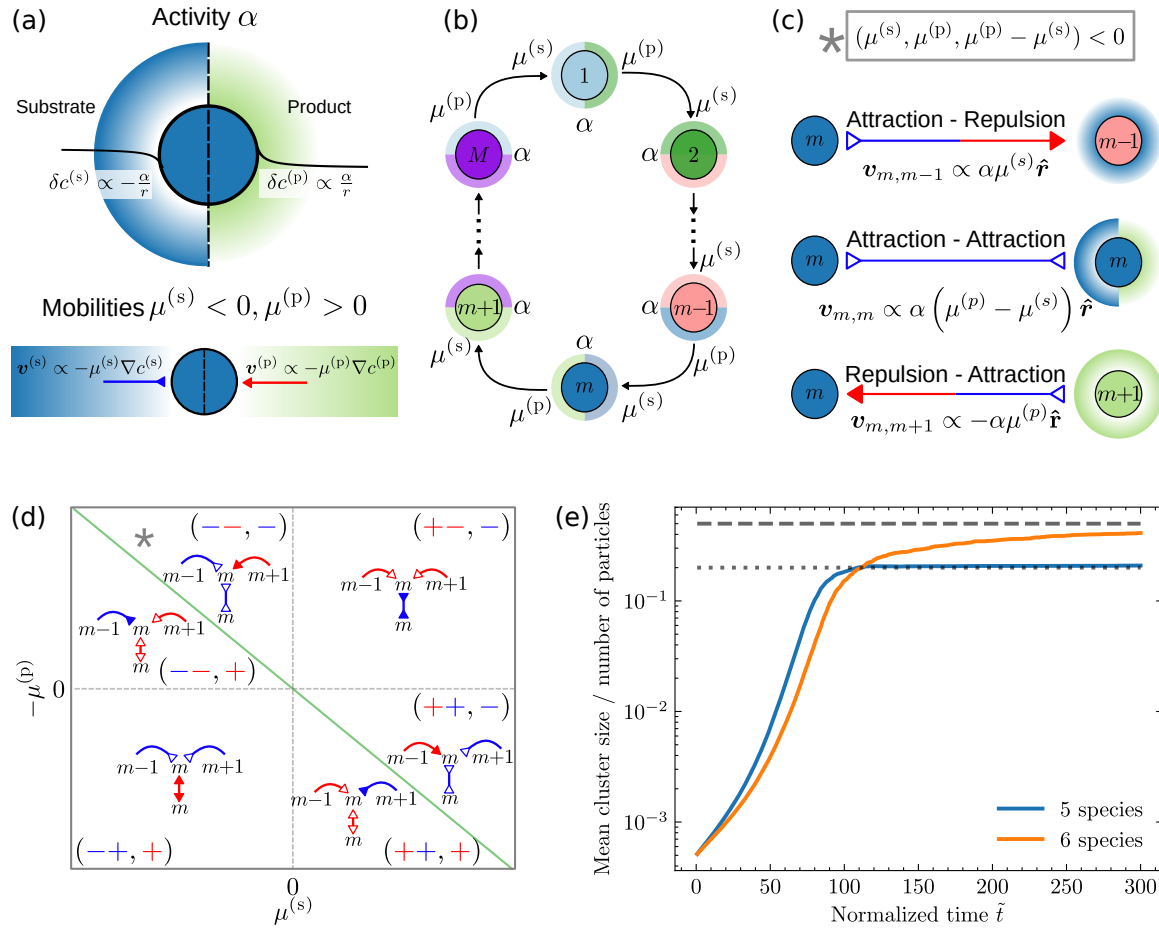 (a)
Activity α
Substrate
Product
δc⁽ˢ⁾ ∝ −α/r
δc⁽ᵖ⁾ ∝ α/r
Mobilities μ⁽ˢ⁾ < 0, μ⁽ᵖ⁾ > 0
v⁽ˢ⁾ ∝ −μ⁽ˢ⁾∇c⁽ˢ⁾
v⁽ᵖ⁾ ∝ −μ⁽ᵖ⁾∇c⁽ᵖ⁾
(b)
μ⁽ˢ⁾
1
μ⁽ᵖ⁾
α
μ⁽ᵖ⁾
μ⁽ˢ⁾
M
α
α
2
μ⁽ˢ⁾
m+1
α
α
m−1
μ⁽ˢ⁾
α
μ⁽ᵖ⁾
μ⁽ᵖ⁾
m
μ⁽ˢ⁾
(c)
* (μ⁽ˢ⁾, μ⁽ᵖ⁾, μ⁽ᵖ⁾ − μ⁽ˢ⁾) < 0
Attraction - Repulsion
m
m−1
v_{m,m−1} ∝ αμ⁽ˢ⁾ r̂
Attraction - Attraction
m
m
v_{m,m} ∝ α (μ⁽ᵖ⁾ − μ⁽ˢ⁾) r̂
Repulsion - Attraction
m
m+1
v_{m,m+1} ∝ −αμ⁽ᵖ⁾ r̂
(d)
*
(−−, −)
(+−, −)
m−1 m m+1
m
m−1 m m+1
m
m−1 m m+1
m
(−−, +)
−μ⁽ᵖ⁾
0
(++, −)
m−1 m m+1
m
m−1 m m+1
m
m−1 m m+1
m
(−+, +)
(++, +)
0
μ⁽ˢ⁾
(e)
Mean cluster size / number of particles
10⁻¹
10⁻²
10⁻³
5 species
6 species
0 50 100 150 200 250 300
Normalized time t̃